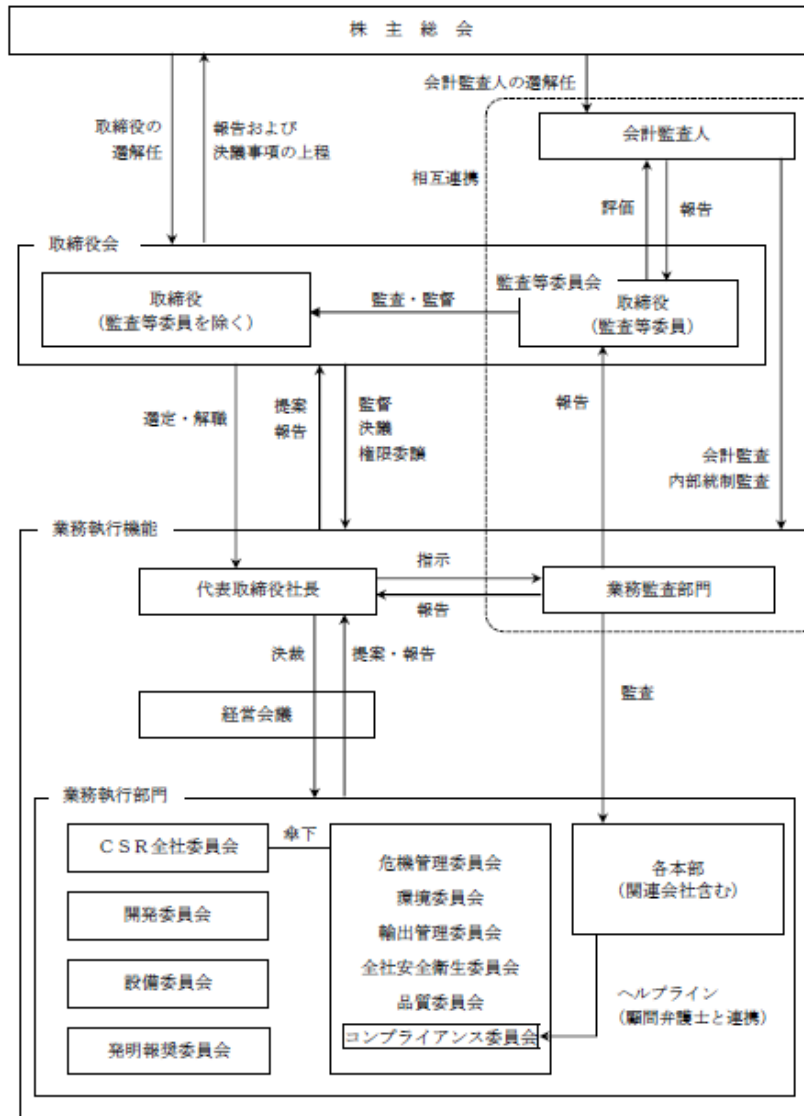 株 主 総 会
会計監査人の選解任
取締役の
選解任
報告および
決議事項の上程
会計監査人
相互連携
評価
報告
取締役会
監査等委員会
取締役
(監査等委員を除く)
監査・監督
取締役
(監査等委員)
選定・解職
提案
報告
監督
決議
権限委譲
報告
会計監査
内部統制監査
業務執行機能
代表取締役社長
指示
報告
業務監査部門
決裁
提案・報告
監査
経営会議
業務執行部門
CSR全社委員会
傘下
危機管理委員会
環境委員会
輸出管理委員会
全社安全衛生委員会
品質委員会
コンプライアンス委員会
各本部
(関連会社含む)
開発委員会
設備委員会
発明報奨委員会
ヘルプライン
(顧問弁護士と連携)